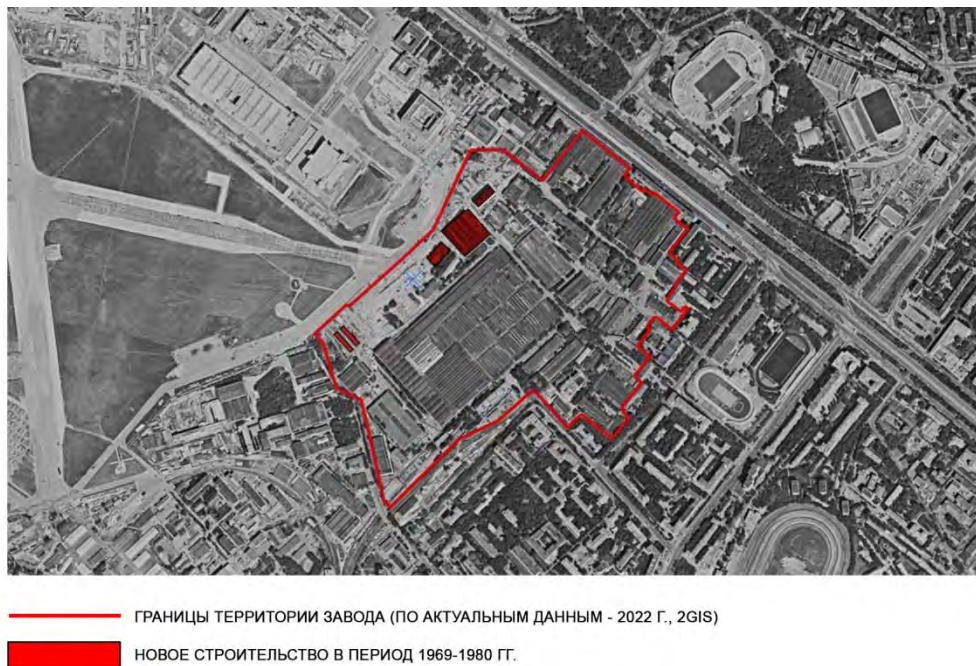 ГРАНИЦЫ ТЕРРИТОРИИ ЗАВОДА (ПО АКТУАЛЬНЫМ ДАННЫМ - 2022 Г., 2GIS)
НОВОЕ СТРОИТЕЛЬСТВО В ПЕРИОД 1969-1980 ГГ.